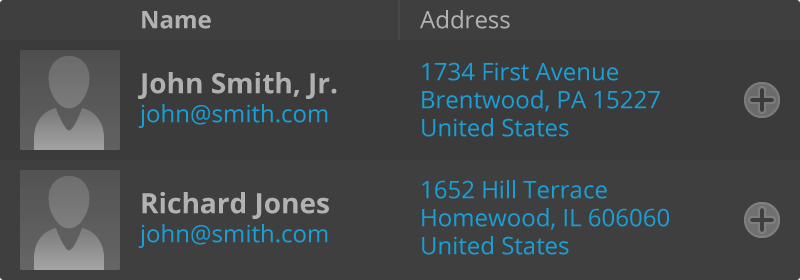 Name Address
John Smith, Jr.
john@smith.com
1734 First Avenue
Brentwood, PA 15227
United States
Richard Jones
john@smith.com
1652 Hill Terrace
Homewood, IL 606060
United States